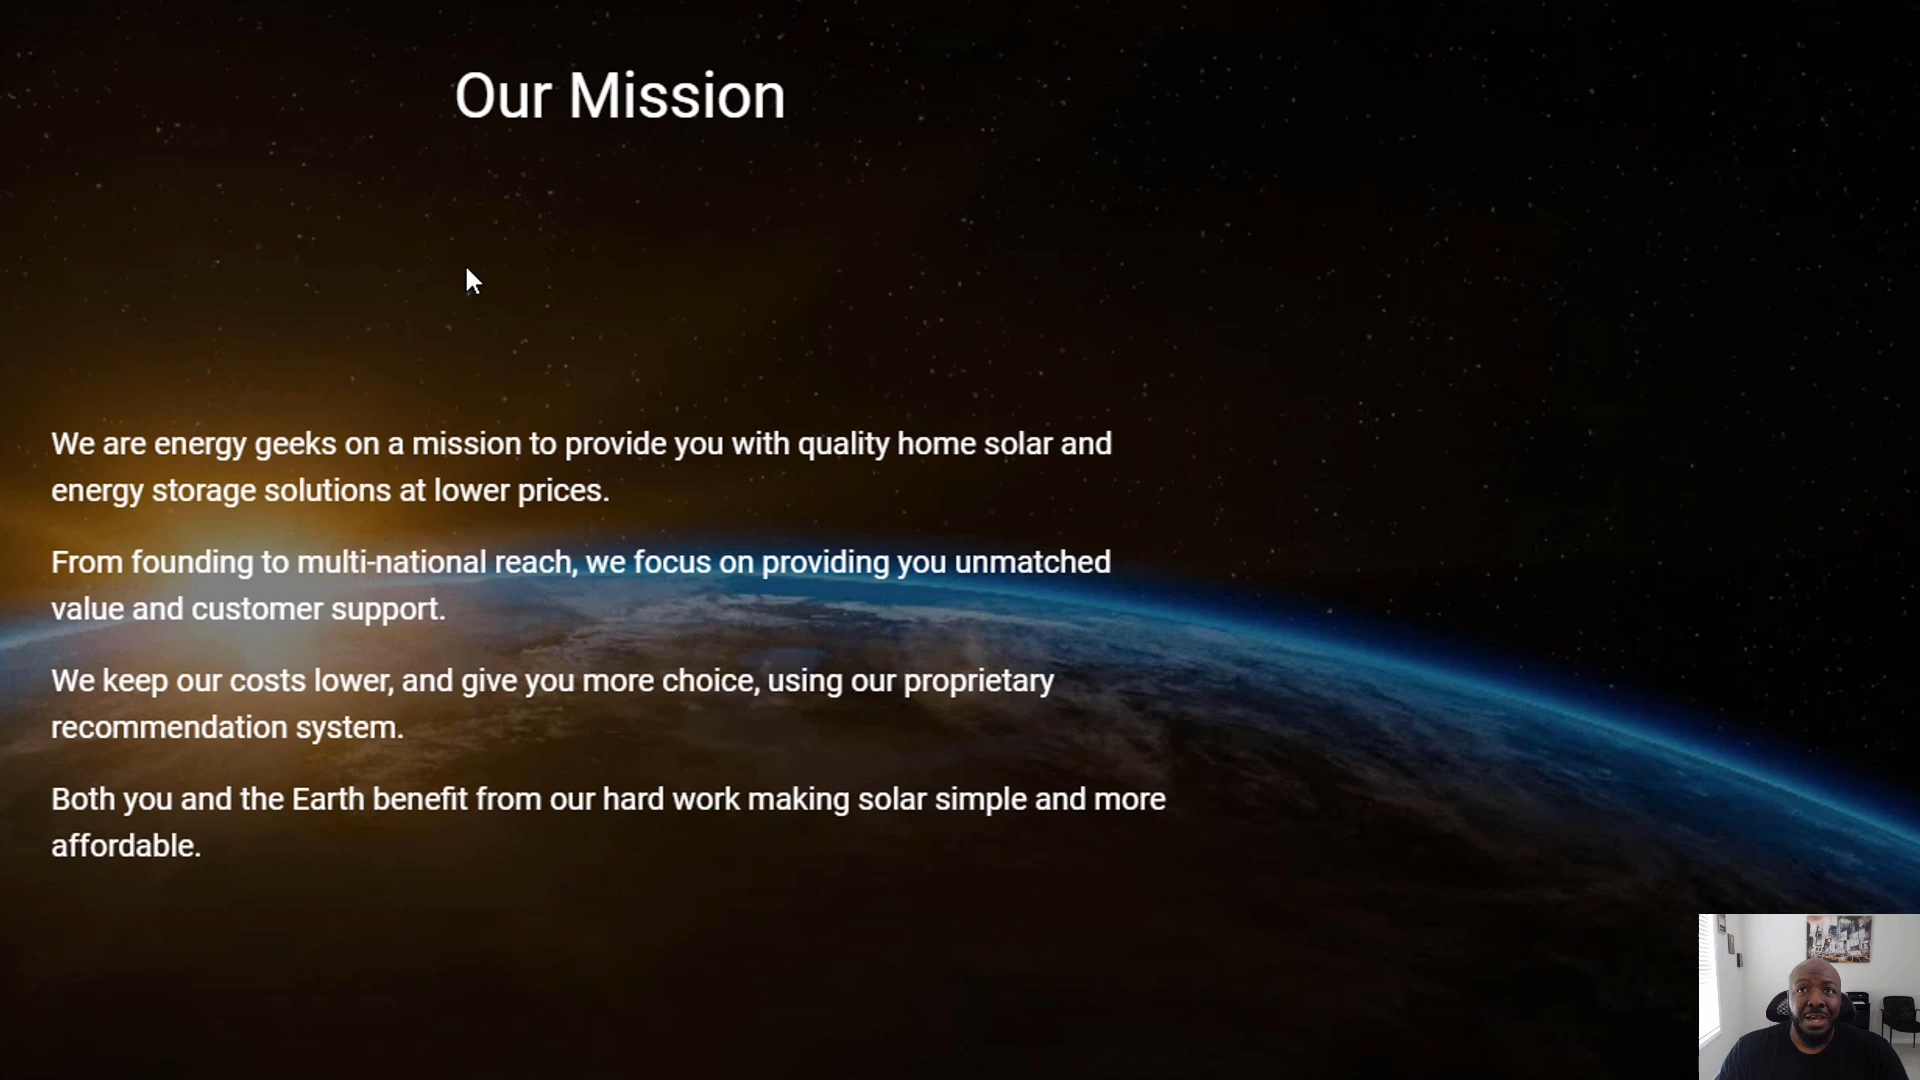 Our Mission
We are energy geeks on a mission to provide you with quality home solar and
energy storage solutions at lower prices.
From founding to multi-national reach, we focus on providing you unmatched
value and customer support.
We keep our costs lower, and give you more choice, using our proprietary
recommendation system.
Both you and the Earth benefit from our hard work making solar simple and more
affordable.